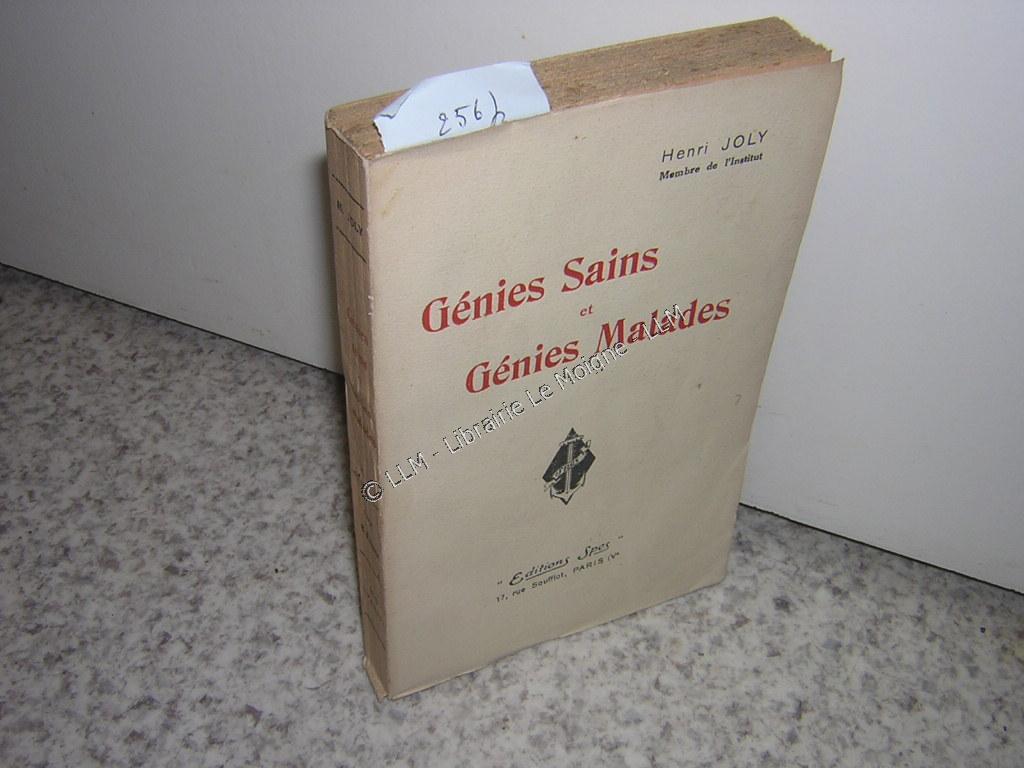 256
Henri JOLY
Membre de l'Institut
Génies Sains
et
Génies Malades
" Editions Spes "
17, rue Soufflot, PARIS (Ve
H. JOLY
© LLM - Librairie Le Moigne - LLM